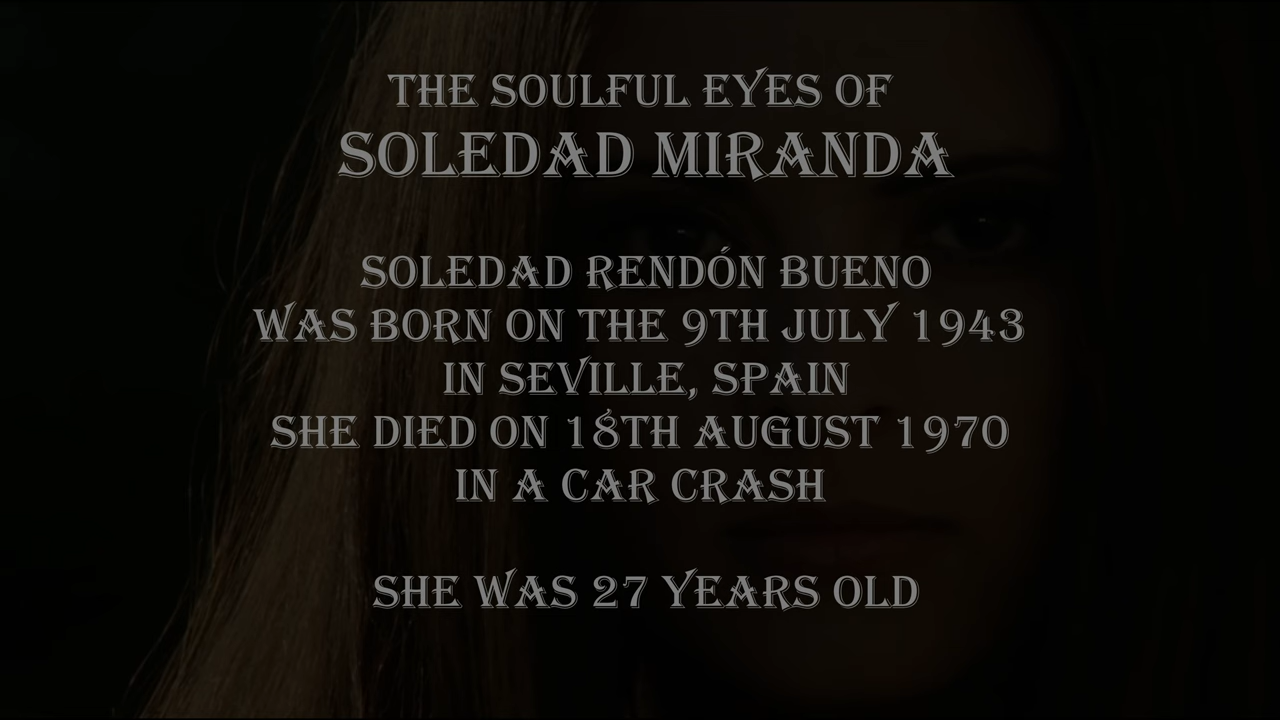 THE SOULFUL EYES OF
SOLEDAD MIRANDA
SOLEDAD RENDÓN BUENO
WAS BORN ON THE 9TH JULY 1943
IN SEVILLE, SPAIN
SHE DIED ON 18TH AUGUST 1970
IN A CAR CRASH
SHE WAS 27 YEARS OLD